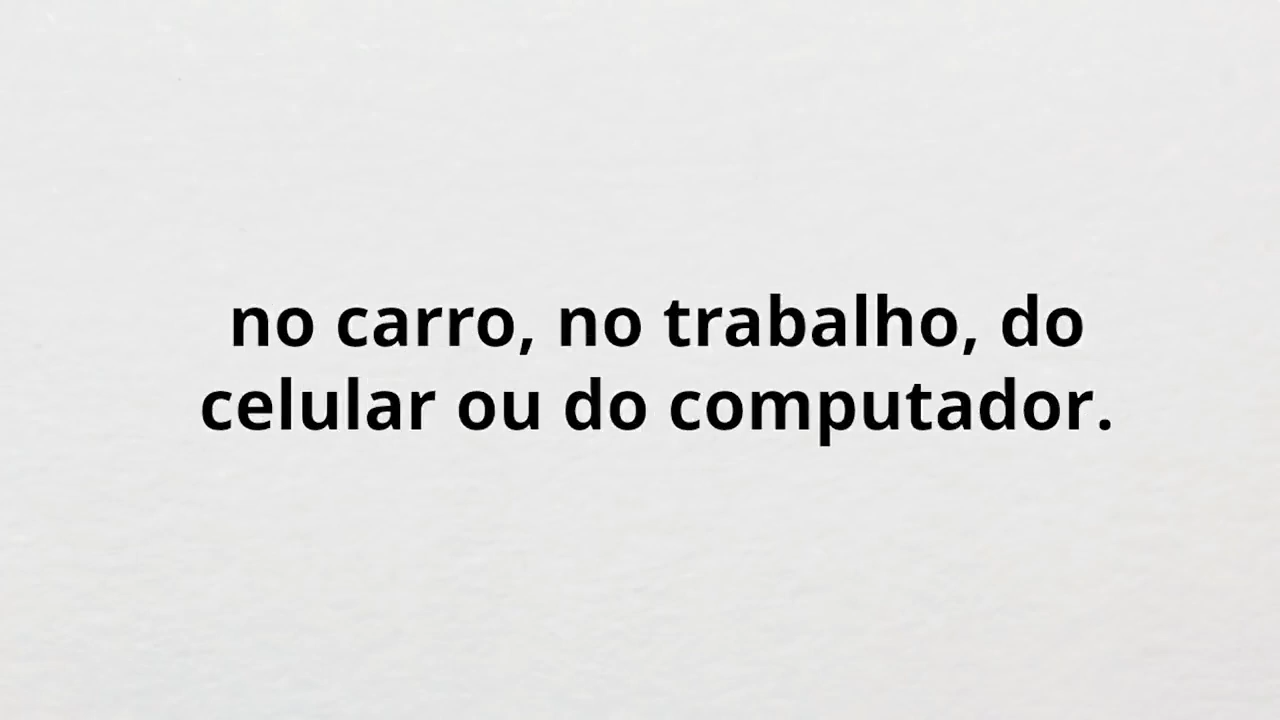 no carro, no trabalho, do
celular ou do computador.